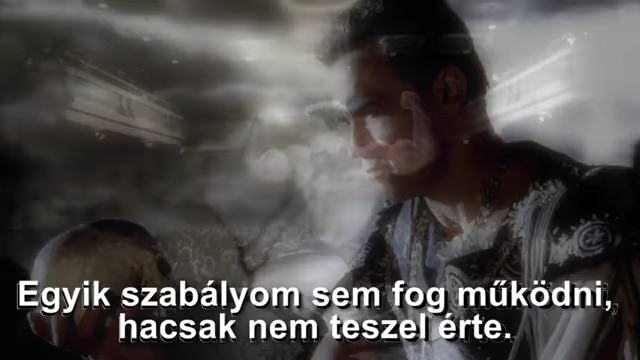 Egyik szabályom sem fog működni,
hacsak nem teszel érte.